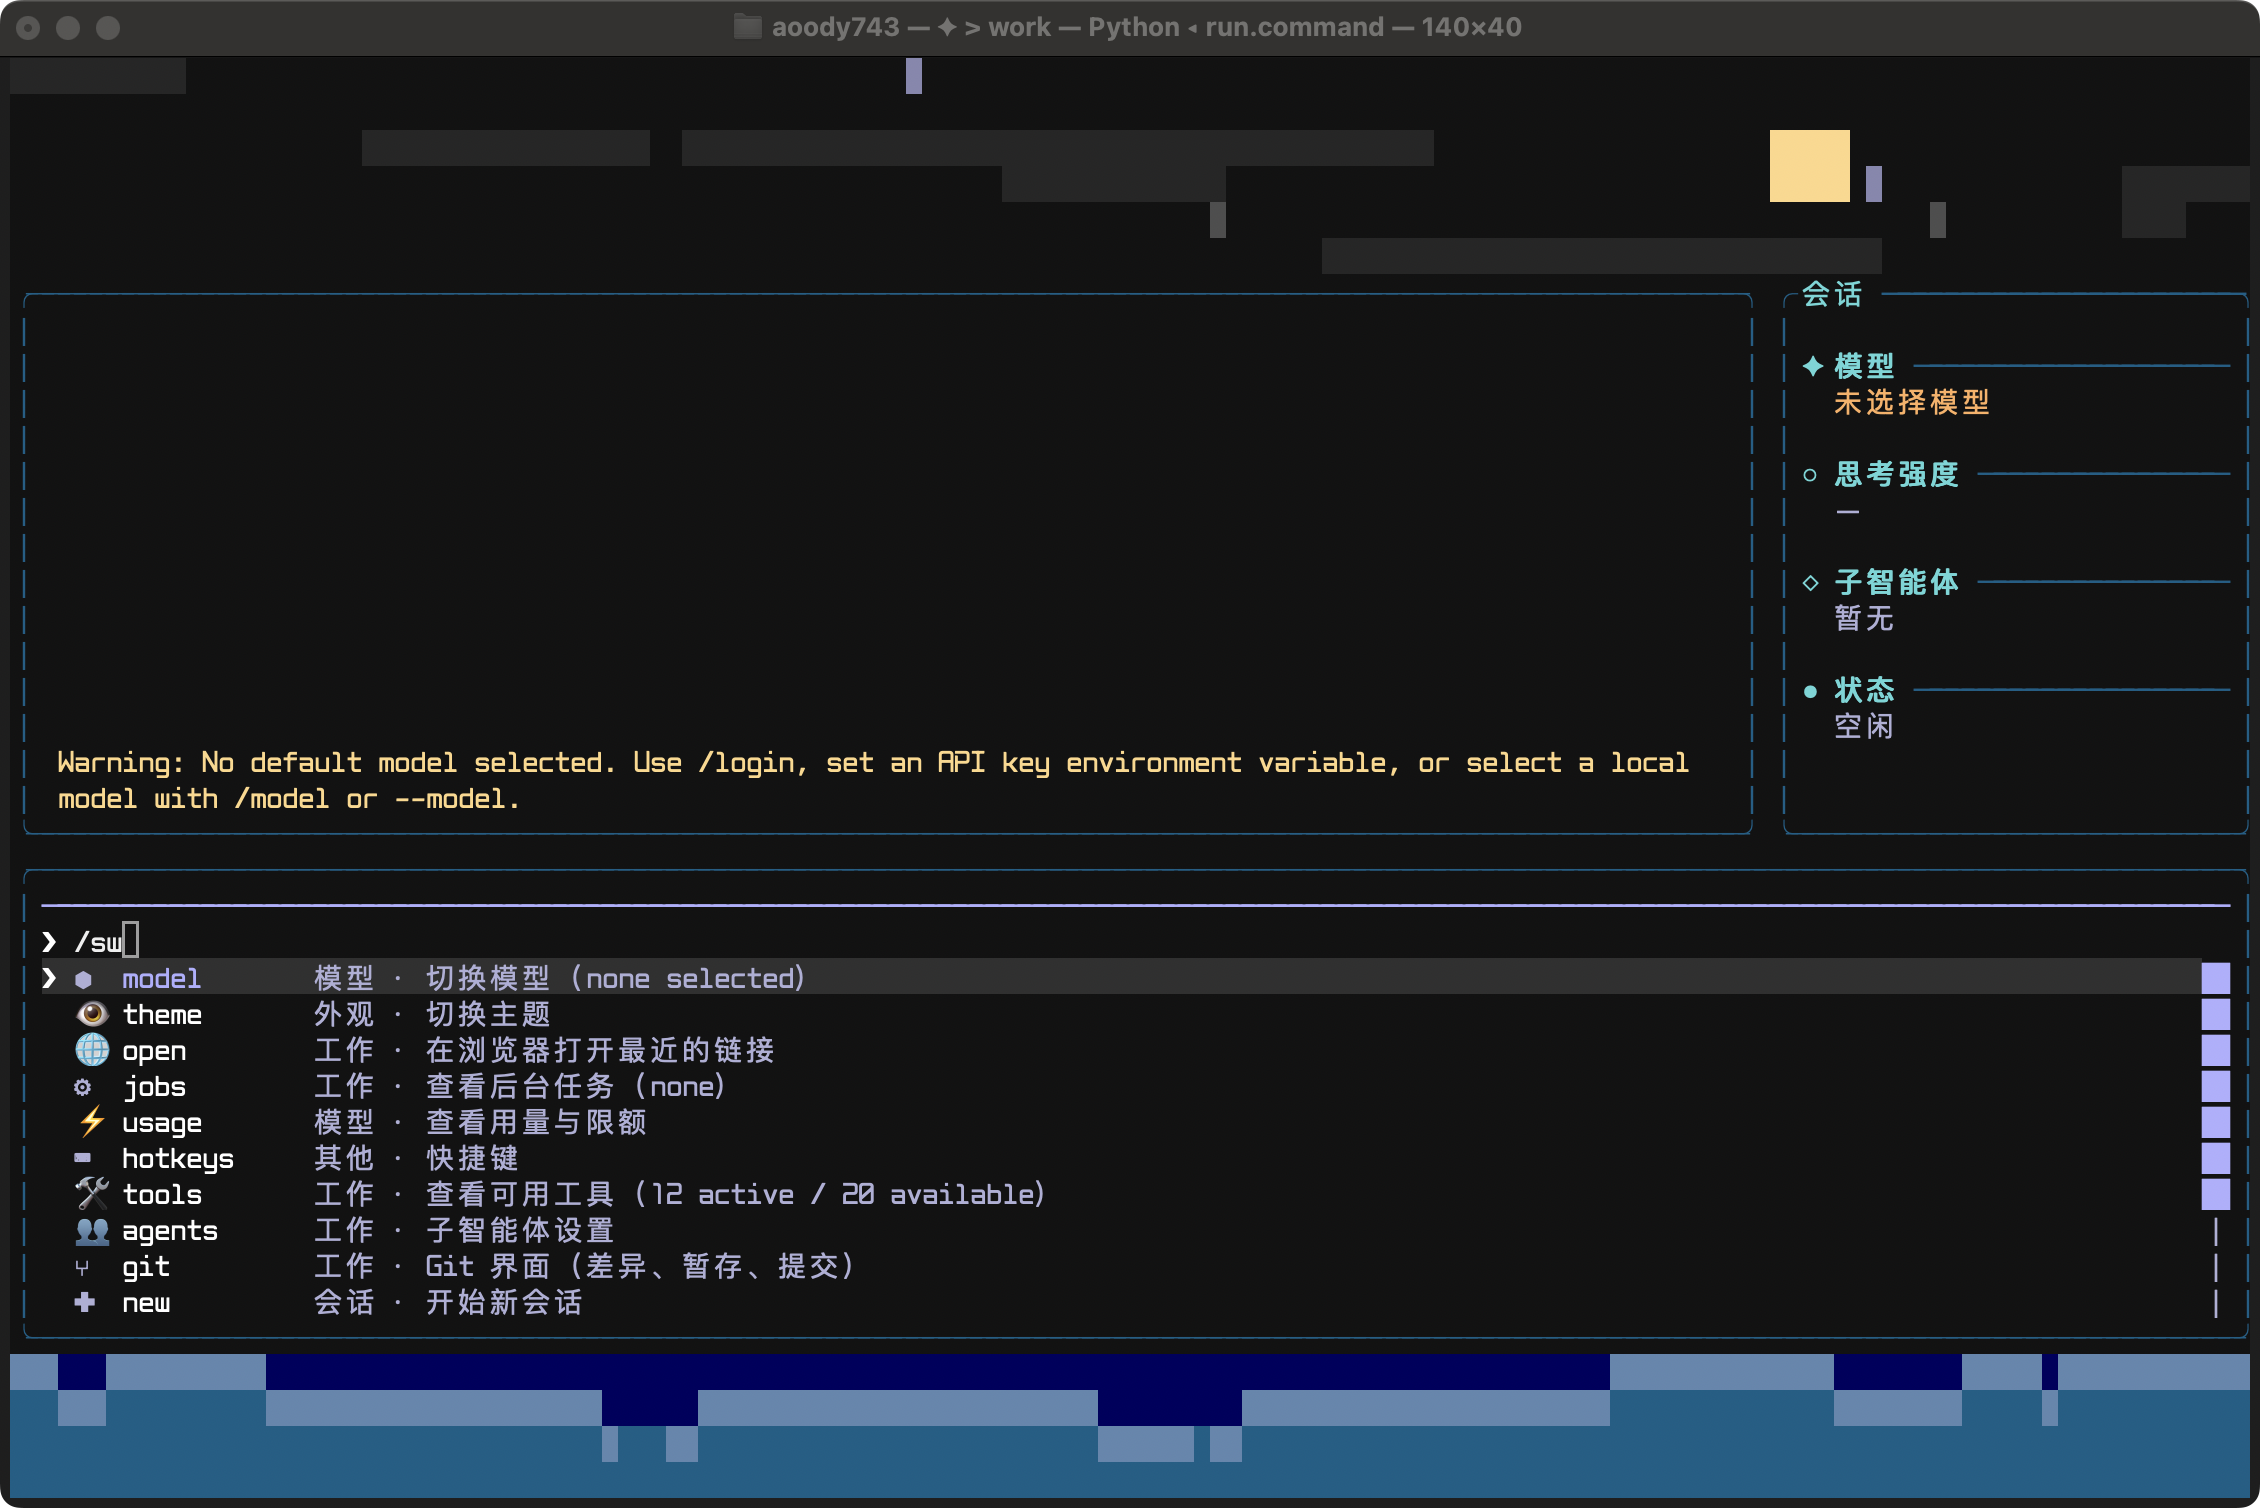 aoody743 — ✦ > work — Python ◂ run.command — 140×40
会话
✦ 模型
未选择模型
○ 思考强度
—
◇ 子智能体
暂无
● 状态
空闲
Warning: No default model selected. Use /login, set an API key environment variable, or select a local
model with /model or --model.
❯ /sw
❯ ⬢ model 模型 · 切换模型 (none selected)
👁 theme 外观 · 切换主题
🌐 open 工作 · 在浏览器打开最近的链接
⚙ jobs 工作 · 查看后台任务 (none)
⚡ usage 模型 · 查看用量与限额
⌨ hotkeys 其他 · 快捷键
🛠 tools 工作 · 查看可用工具 (12 active / 20 available)
👥 agents 工作 · 子智能体设置
⑂ git 工作 · Git 界面 (差异、暂存、提交)
✚ new 会话 · 开始新会话